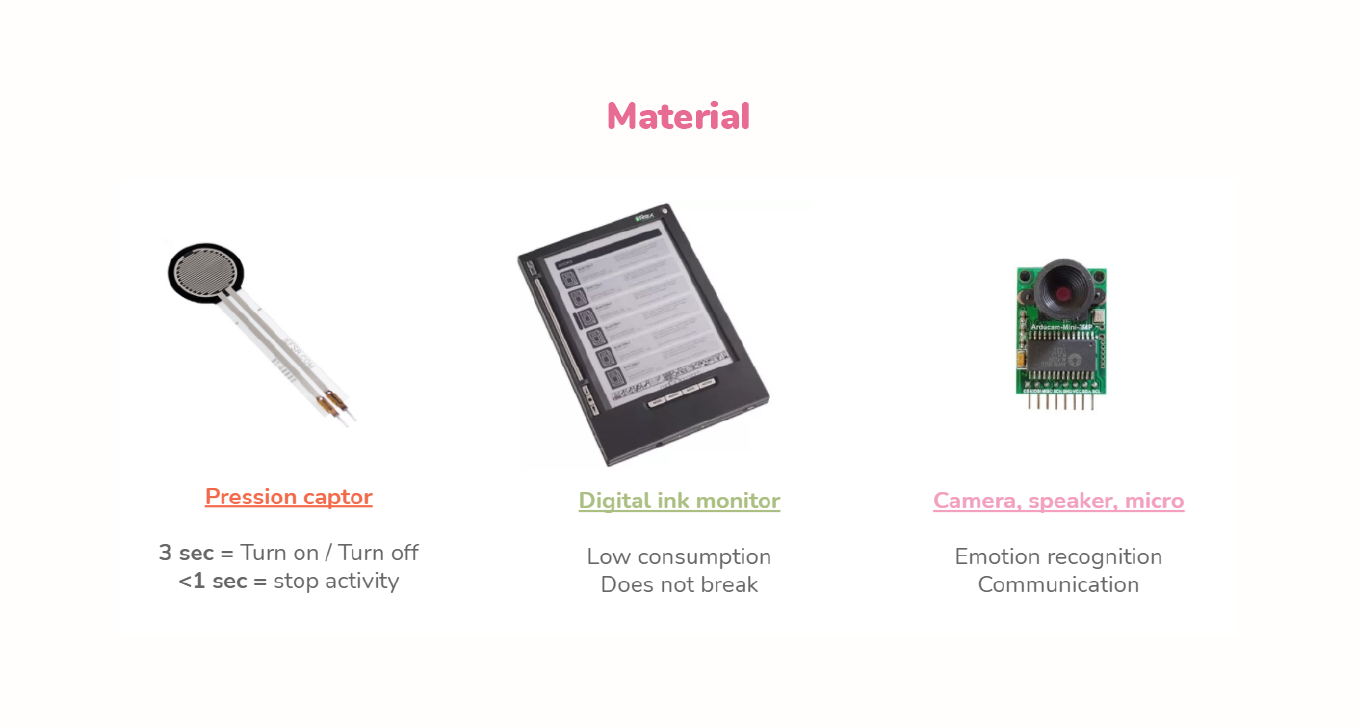 Material
Pression captor
3 sec = Turn on / Turn off
<1 sec = stop activity
Digital ink monitor
Low consumption
Does not break
Arducam-Mini
Camera, speaker, micro
Emotion recognition
Communication